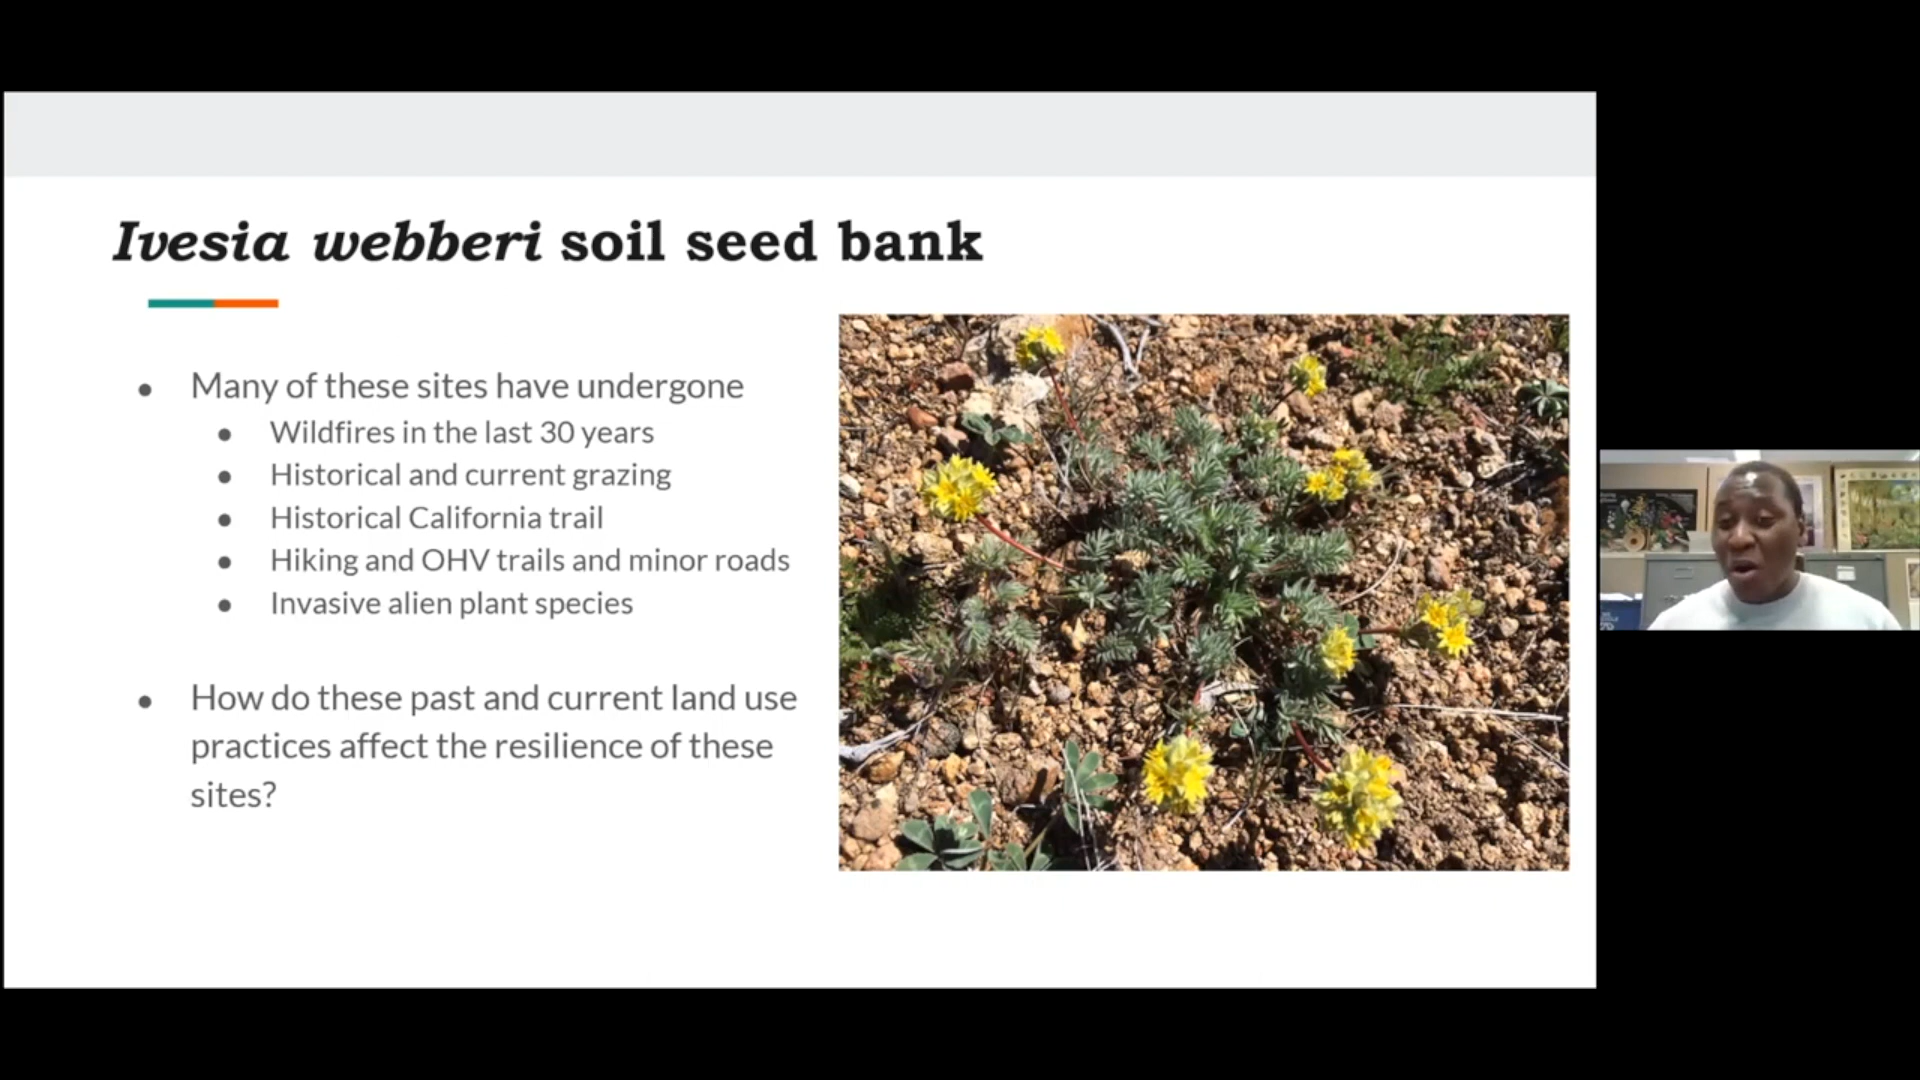 Ivesia webberi soil seed bank
● Many of these sites have undergone
● Wildfires in the last 30 years
● Historical and current grazing
● Historical California trail
● Hiking and OHV trails and minor roads
● Invasive alien plant species
● How do these past and current land use
practices affect the resilience of these
sites?